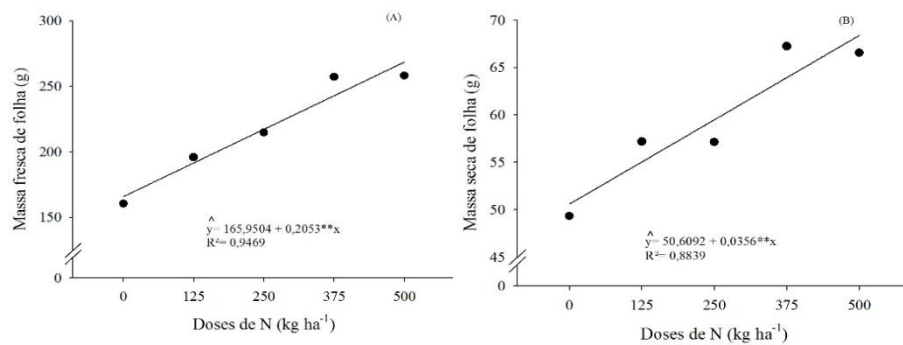 (A)
Massa fresca de folha (g)
300
250
200
150
0
ŷ= 165,9504 + 0,2053**x
R²= 0,9469
0 125 250 375 500
Doses de N (kg ha⁻¹)
(B)
Massa seca de folha (g)
70
65
60
55
50
45
0
ŷ= 50,6092 + 0,0356**x
R²= 0,8839
0 125 250 375 500
Doses de N (kg ha⁻¹)